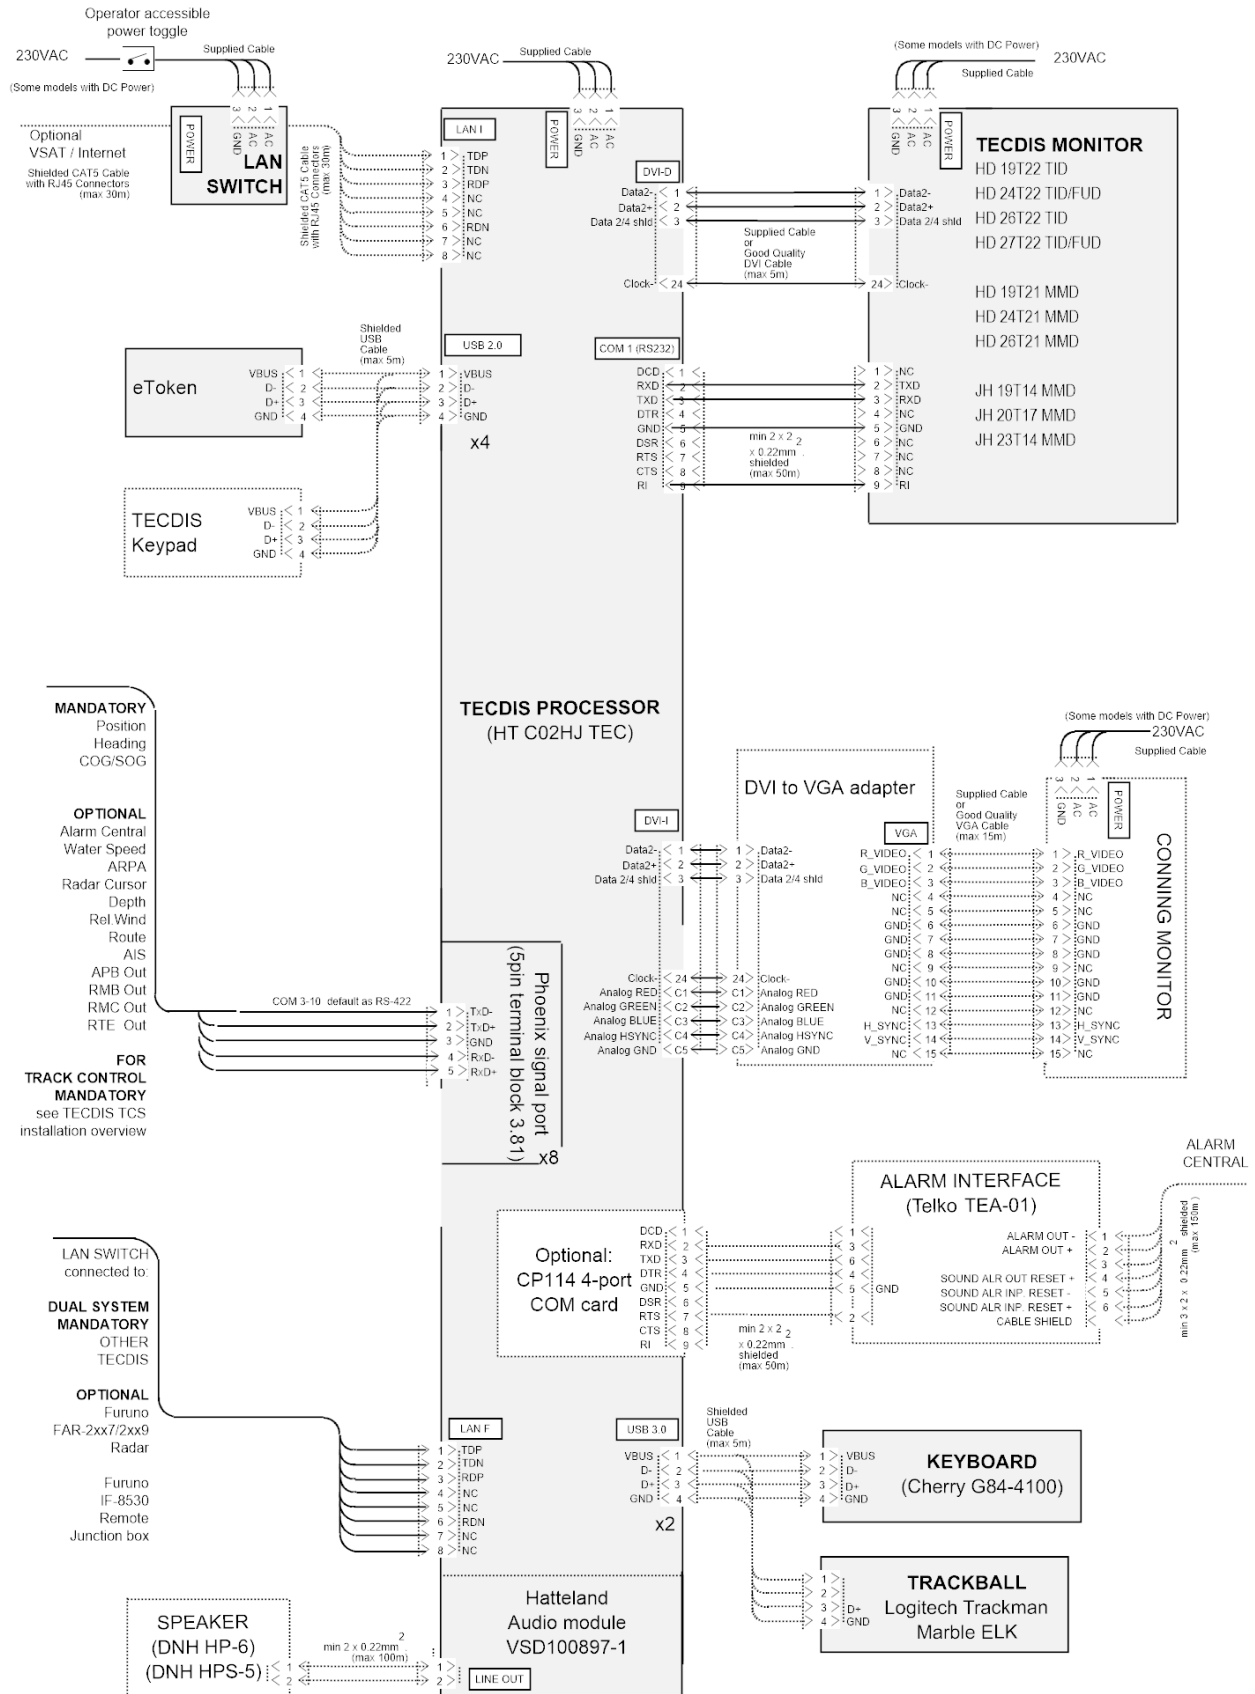 Operator accessible
power toggle
230VAC
Supplied Cable
(Some models with DC Power)
3 2 1
GND AC AC
POWER
LAN
SWITCH
Optional
VSAT / Internet
Shielded CAT5 Cable
with RJ45 Connectors
(max 30m)
Shielded CAT5 Cable
with RJ45 Connectors
(max 30m)
230VAC
Supplied Cable
3 2 1
GND AC AC
POWER
LAN I
1 TDP
2 TDN
3 RDP
4 NC
5 NC
6 RDN
7 NC
8 NC
(Some models with DC Power)
230VAC
Supplied Cable
3 2 1
GND AC AC
POWER
TECDIS MONITOR
HD 19T22 TID
HD 24T22 TID/FUD
HD 26T22 TID
HD 27T22 TID/FUD
HD 19T21 MMD
HD 24T21 MMD
HD 26T21 MMD
JH 19T14 MMD
JH 20T17 MMD
JH 23T14 MMD
DVI-D
Data2- 1 1 Data2-
Data2+ 2 2 Data2+
Data 2/4 shld 3 3 Data 2/4 shld
Supplied Cable
or
Good Quality
DVI Cable
(max 5m)
Clock- 24 24 Clock-
COM 1 (RS232)
DCD 1 1 NC
RXD 2 2 TXD
TXD 3 3 RXD
DTR 4 4 NC
GND 5 5 GND
DSR 6 6 NC
RTS 7 7 NC
CTS 8 8 NC
RI 9 9 RI
min 2 x 2 2
x 0.22mm .
shielded
(max 50m)
eToken
VBUS 1
D- 2
D+ 3
GND 4
Shielded
USB
Cable
(max 5m)
USB 2.0
1 VBUS
2 D-
3 D+
4 GND
x4
TECDIS
Keypad
VBUS 1
D- 2
D+ 3
GND 4
TECDIS PROCESSOR
(HT C02HJ TEC)
MANDATORY
Position
Heading
COG/SOG
OPTIONAL
Alarm Central
Water Speed
ARPA
Radar Cursor
Depth
Rel.Wind
Route
AIS
APB Out
RMB Out
RMC Out
RTE Out
FOR
TRACK CONTROL
MANDATORY
see TECDIS TCS
installation overview
COM 3-10 default as RS-422
1 TxD-
2 TxD+
3 GND
4 RxD-
5 RxD+
Phoenix signal port
(5pin terminal block 3.81)
x8
DVI-I
Data2- 1 1 Data2-
Data2+ 2 2 Data2+
Data 2/4 shld 3 3 Data 2/4 shld
Clock- 24 24 Clock-
Analog RED C1 C1 Analog RED
Analog GREEN C2 C2 Analog GREEN
Analog BLUE C3 C3 Analog BLUE
Analog HSYNC C4 C4 Analog HSYNC
Analog GND C5 C5 Analog GND
DVI to VGA adapter
VGA
Supplied Cable
or
Good Quality
VGA Cable
(max 15m)
R_VIDEO 1 1 R_VIDEO
G_VIDEO 2 2 G_VIDEO
B_VIDEO 3 3 B_VIDEO
NC 4 4 NC
NC 5 5 NC
GND 6 6 GND
GND 7 7 GND
GND 8 8 GND
NC 9 9 NC
GND 10 10 GND
GND 11 11 GND
NC 12 12 NC
H_SYNC 13 13 H_SYNC
V_SYNC 14 14 V_SYNC
NC 15 15 NC
(Some models with DC Power)
230VAC
Supplied Cable
3 2 1
GND AC AC
POWER
CONNING MONITOR
Optional:
CP114 4-port
COM card
DCD 1
RXD 2
TXD 3
DTR 4
GND 5
DSR 6
RTS 7
CTS 8
RI 9
min 2 x 2 2
x 0.22mm .
shielded
(max 50m)
1
3
6
4
5 GND
2
ALARM INTERFACE
(Telko TEA-01)
ALARM OUT - 1
ALARM OUT + 2
3
SOUND ALR OUT RESET + 4
SOUND ALR INP. RESET - 5
SOUND ALR INP. RESET + 6
CABLE SHIELD
ALARM
CENTRAL
min 3 x 2 x 0.22mm 2 shielded
(max 150m )
LAN SWITCH
connected to:
DUAL SYSTEM
MANDATORY
OTHER
TECDIS
OPTIONAL
Furuno
FAR-2xx7/2xx9
Radar
Furuno
IF-8530
Remote
Junction box
LAN F
1 TDP
2 TDN
3 RDP
4 NC
5 NC
6 RDN
7 NC
8 NC
USB 3.0
VBUS 1
D- 2
D+ 3
GND 4
x2
Shielded
USB
Cable
(max 5m)
1 VBUS
2 D-
3 D+
4 GND
KEYBOARD
(Cherry G84-4100)
1
2
3 D+
4 GND
TRACKBALL
Logitech Trackman
Marble ELK
SPEAKER
(DNH HP-6)
(DNH HPS-5)
1
2
min 2 x 0.22mm 2 .
(max 100m)
1
2
LINE OUT
Hatteland
Audio module
VSD100897-1